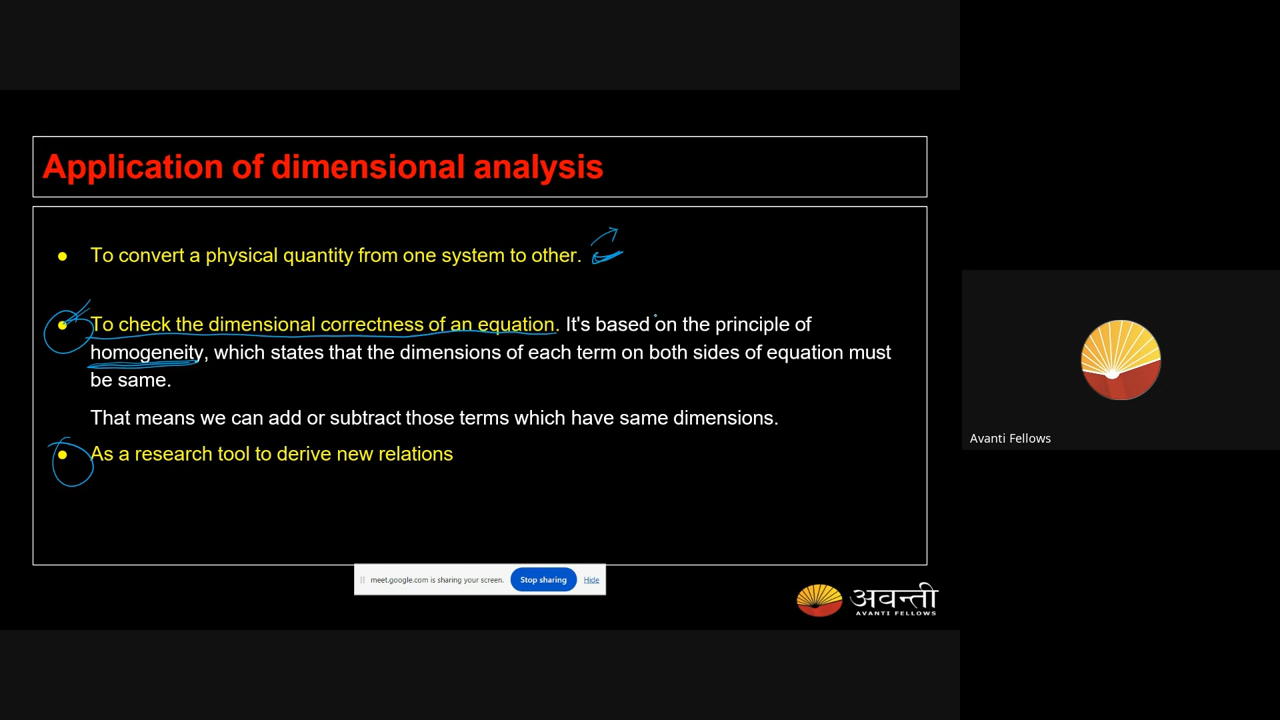 Application of dimensional analysis
● To convert a physical quantity from one system to other.
● To check the dimensional correctness of an equation. It's based on the principle of
homogeneity, which states that the dimensions of each term on both sides of equation must
be same.
That means we can add or subtract those terms which have same dimensions.
● As a research tool to derive new relations
Avanti Fellows
meet.google.com is sharing your screen. Stop sharing Hide
अवन्ती
AVANTI FELLOWS